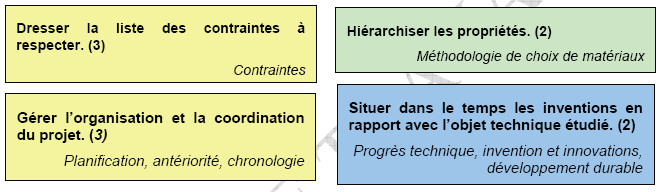 Dresser la liste des contraintes à
respecter. (3)
Contraintes
Hiérarchiser les propriétés. (2)
Méthodologie de choix de matériaux
Gérer l'organisation et la coordination
du projet. (3)
Planification, antériorité, chronologie
Situer dans le temps les inventions en
rapport avec l'objet technique étudié. (2)
Progrès technique, invention et innovations,
développement durable